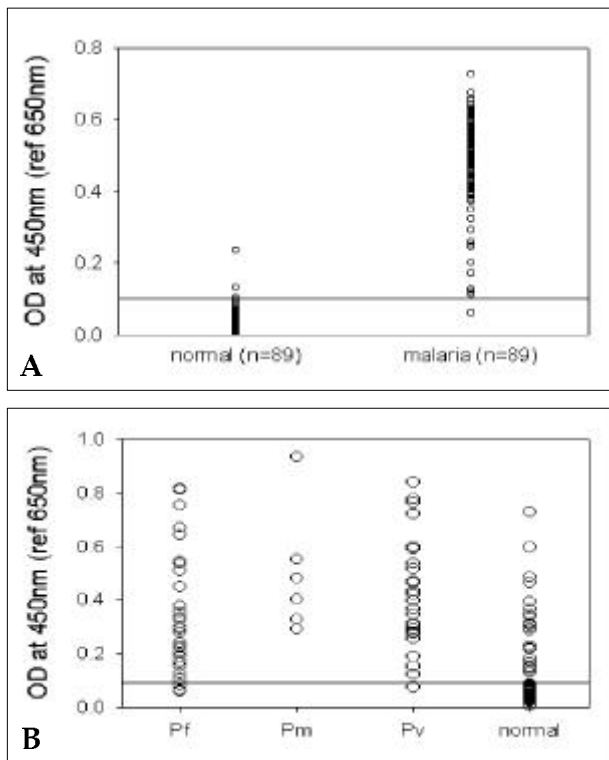 0.8
0.6
0.4
0.2
0.0
OD at 450nm (ref 650nm)
normal (n=89) malaria (n=89)
A
1.0
0.8
0.6
0.4
0.2
0.0
OD at 450nm (ref 650nm)
Pf Pm Pv normal
B